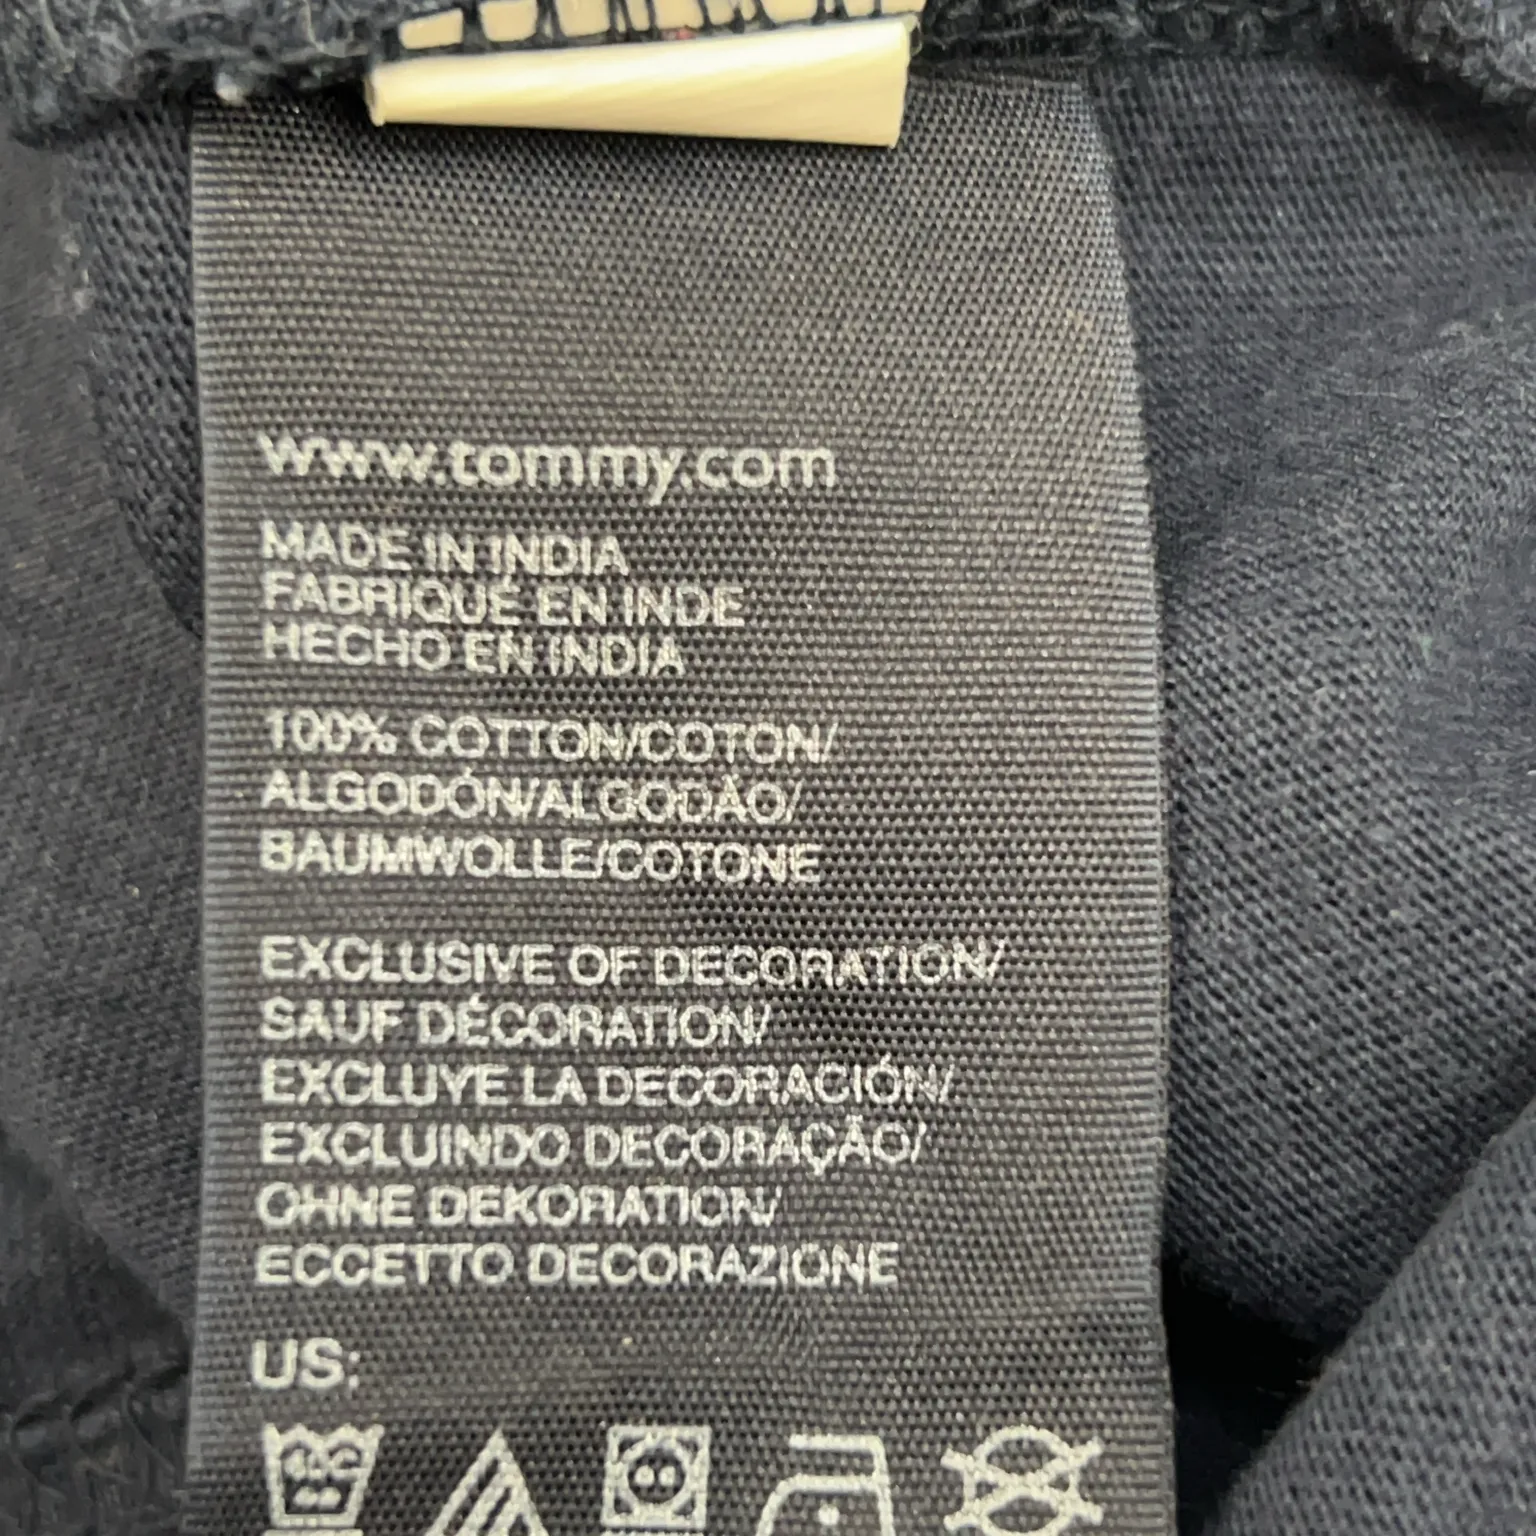 www.tommy.com
MADE IN INDIA
FABRIQUÉ EN INDE
HECHO EN INDIA
100% COTTON/COTON/
ALGODÓN/ALGODÃO/
BAUMWOLLE/COTONE
EXCLUSIVE OF DECORATION/
SAUF DÉCORATION/
EXCLUYE LA DECORACIÓN/
EXCLUINDO DECORAÇÃO/
OHNE DEKORATION/
ECCETTO DECORAZIONE
US: